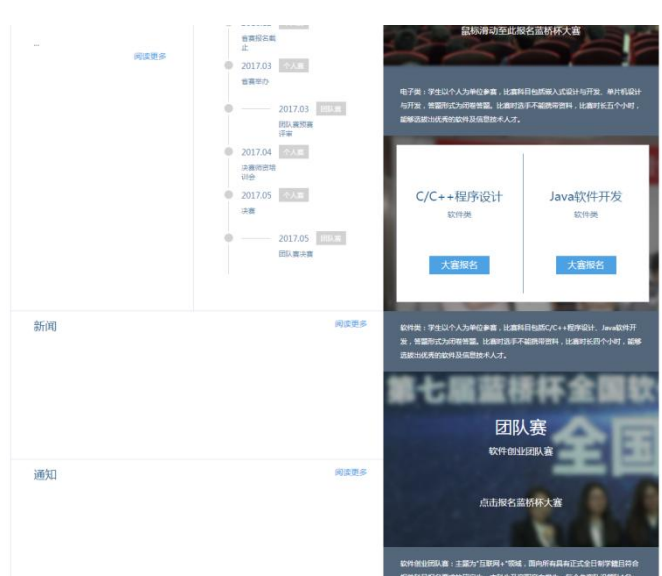 ...
阅读更多
省赛报名截
止
2017.03 个人赛
省赛举办
2017.03 团队赛
团队赛预赛
评审
2017.04 个人赛
决赛师资培
训会
2017.05 个人赛
决赛
2017.05 团队赛
团队赛决赛
新闻
阅读更多
通知
阅读更多
鼠标滑动至此报名蓝桥杯大赛
电子类：学生以个人为单位参赛，比赛科目包括嵌入式设计与开发、单片机设计
与开发，答题形式为闭卷答题。比赛时选手不能携带资料，比赛时长五个小时，
能够选拔出优秀的软件及信息技术人才。
C/C++程序设计
软件类
大赛报名
Java软件开发
软件类
大赛报名
软件类：学生以个人为单位参赛，比赛科目包括C/C++程序设计、Java软件开
发，答题形式为闭卷答题。比赛时选手不能携带资料，比赛时长四个小时，能够
选拔出优秀的软件及信息技术人才。
第七届蓝桥杯全国软
全国
团队赛
软件创业团队赛
点击报名蓝桥杯大赛
软件创业团队赛：主题为“互联网+”领域，面向所有具有正式全日制学籍且符合